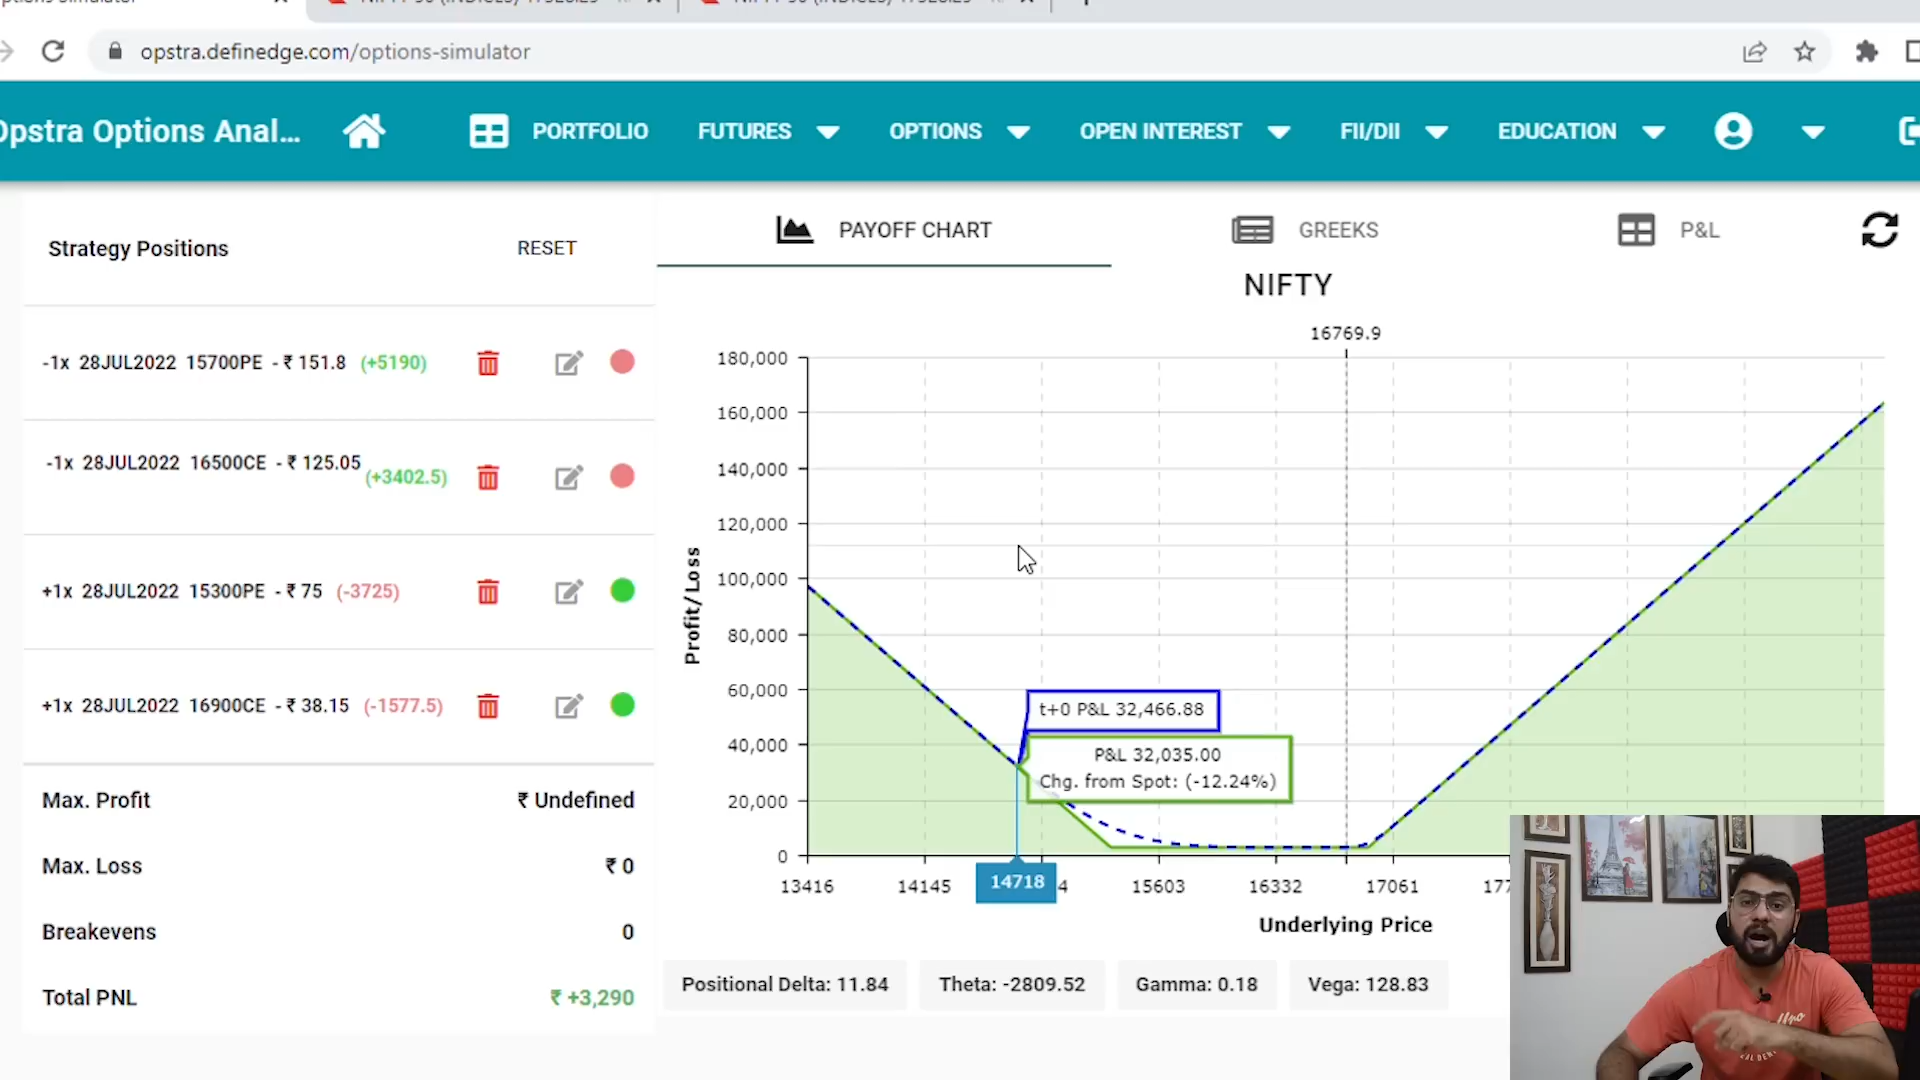 opstra.definedge.com/options-simulator
Opstra Options Anal...
PORTFOLIO
FUTURES
OPTIONS
OPEN INTEREST
FII/DII
EDUCATION
Strategy Positions
RESET
-1x 28JUL2022 15700PE - ₹ 151.8 (+5190)
-1x 28JUL2022 16500CE - ₹ 125.05 (+3402.5)
+1x 28JUL2022 15300PE - ₹ 75 (-3725)
+1x 28JUL2022 16900CE - ₹ 38.15 (-1577.5)
Max. Profit ₹ Undefined
Max. Loss ₹ 0
Breakevens 0
Total PNL ₹ +3,290
PAYOFF CHART
GREEKS
P&L
NIFTY
16769.9
180,000
160,000
140,000
120,000
100,000
80,000
60,000
40,000
20,000
0
Profit/Loss
t+0 P&L 32,466.88
P&L 32,035.00
Chg. from Spot: (-12.24%)
13416 14145 14718 4 15603 16332 17061 177
Underlying Price
Positional Delta: 11.84
Theta: -2809.52
Gamma: 0.18
Vega: 128.83